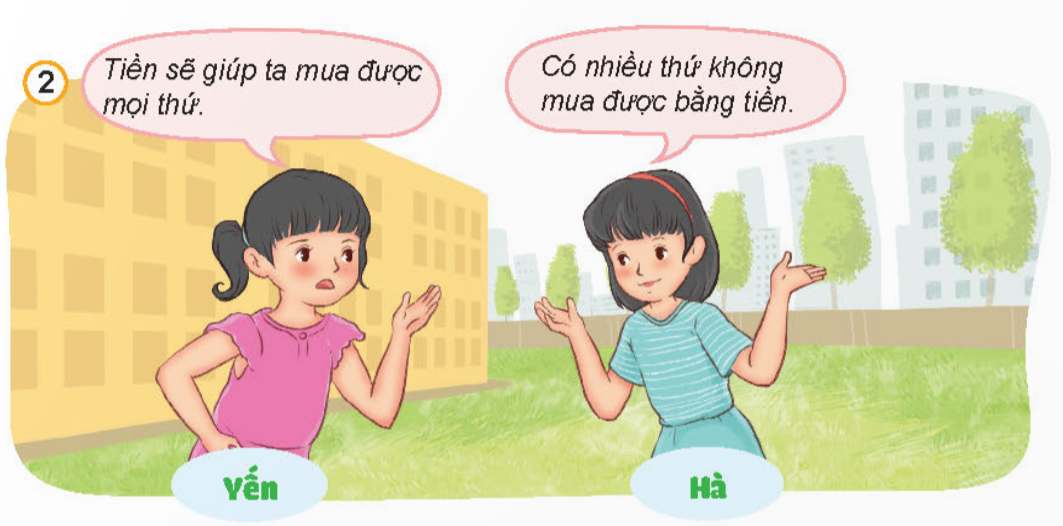 2
Tiền sẽ giúp ta mua được
mọi thứ.
Có nhiều thứ không
mua được bằng tiền.
Yến
Hà